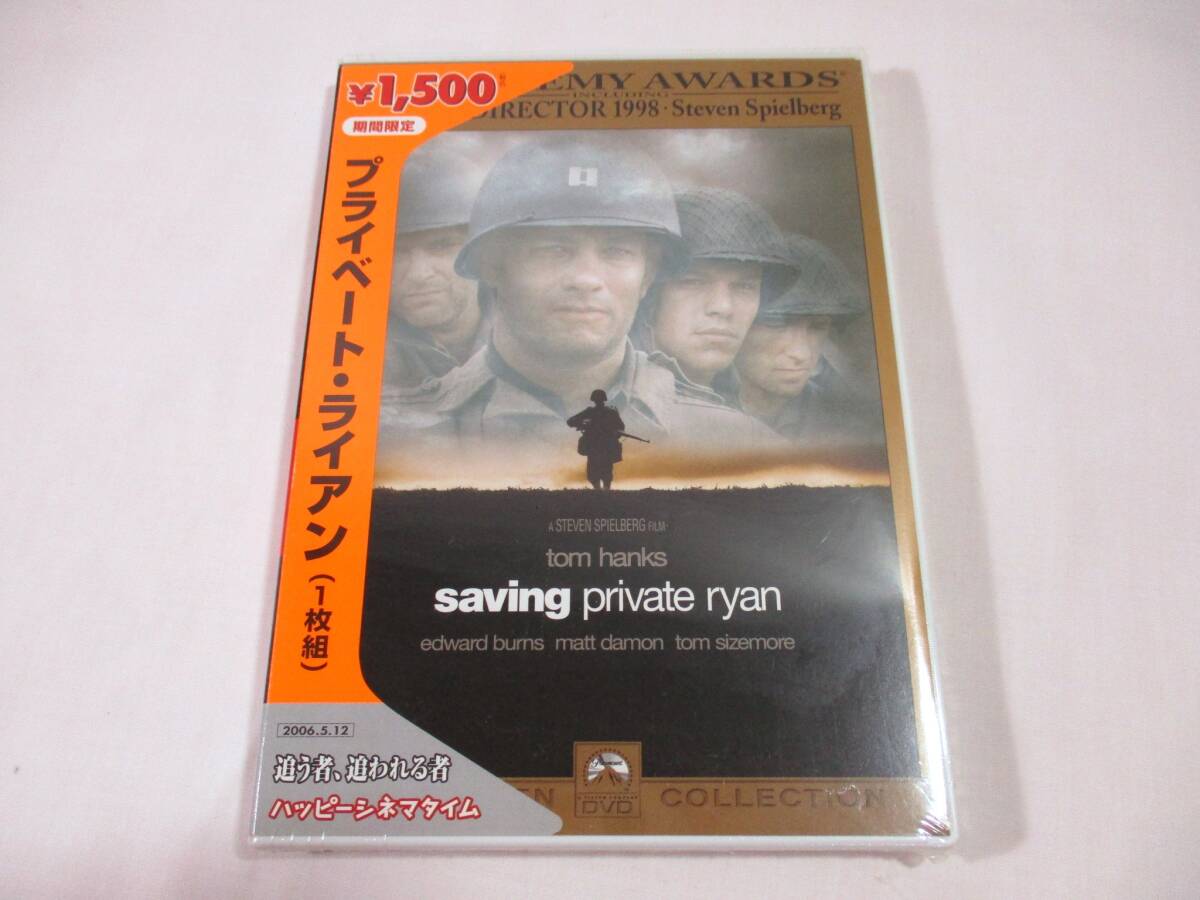 ¥1,500
期間限定
プライベート・ライアン(1枚組)
2006.5.12
追う者、追われる者
ハッピーシネマタイム
EMY AWARDS
INCLUDING
DIRECTOR 1998 · Steven Spielberg
A STEVEN SPIELBERG FILM
tom hanks
saving private ryan
edward burns matt damon tom sizemore
Paramount
DVD
EN COLLECTION